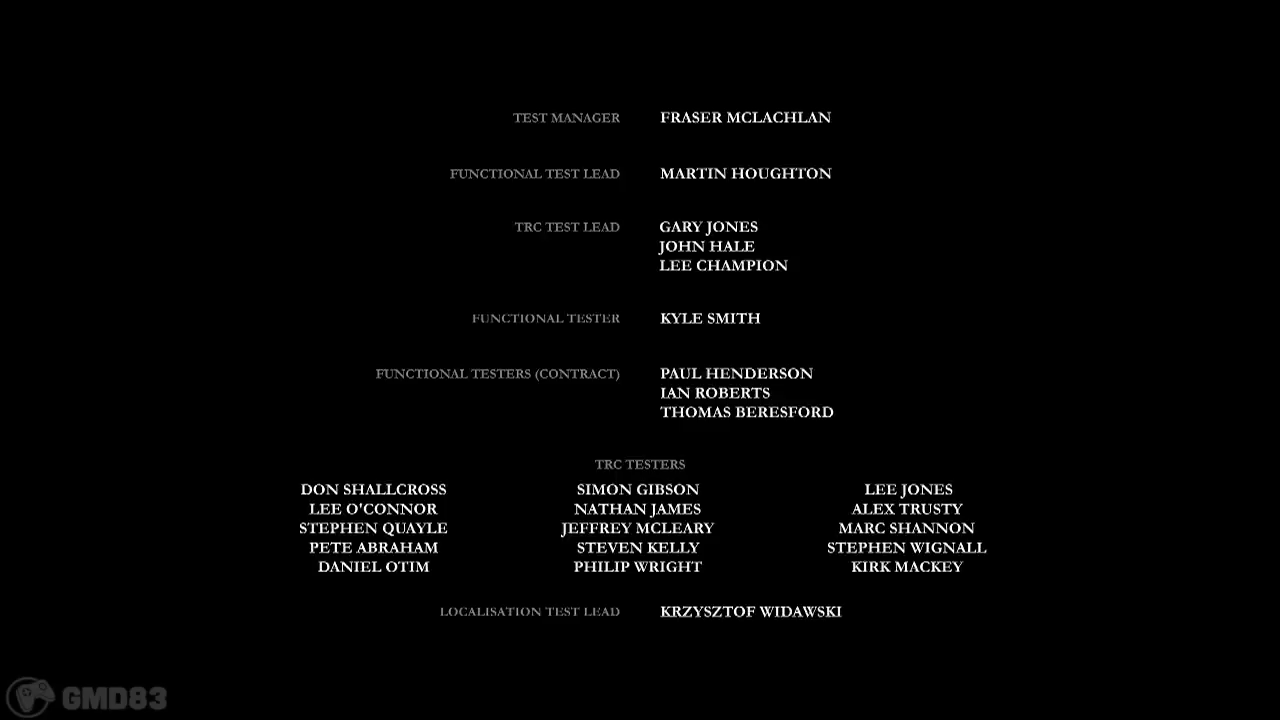 TEST MANAGER FRASER MCLACHLAN
FUNCTIONAL TEST LEAD MARTIN HOUGHTON
TRC TEST LEAD GARY JONES
JOHN HALE
LEE CHAMPION
FUNCTIONAL TESTER KYLE SMITH
FUNCTIONAL TESTERS (CONTRACT) PAUL HENDERSON
IAN ROBERTS
THOMAS BERESFORD
TRC TESTERS
DON SHALLCROSS SIMON GIBSON LEE JONES
LEE O'CONNOR NATHAN JAMES ALEX TRUSTY
STEPHEN QUAYLE JEFFREY MCLEARY MARC SHANNON
PETE ABRAHAM STEVEN KELLY STEPHEN WIGNALL
DANIEL OTIM PHILIP WRIGHT KIRK MACKEY
LOCALISATION TEST LEAD KRZYSZTOF WIDAWSKI
GMD83